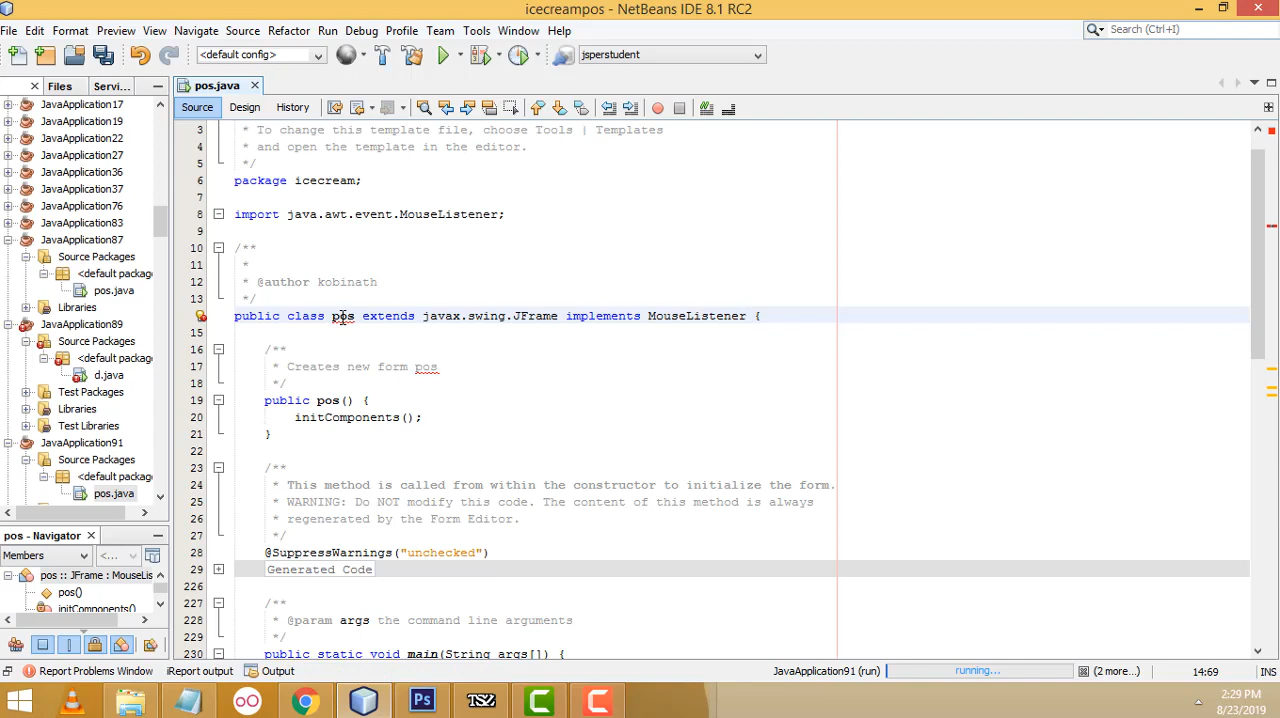 icecreampos - NetBeans IDE 8.1 RC2
File Edit Format Preview View Navigate Source Refactor Run Debug Profile Team Tools Window Help
Search (Ctrl+I)
<default config>
jsperstudent
Files Servi...
pos.java
Source Design History
JavaApplication17
JavaApplication19
JavaApplication22
JavaApplication27
JavaApplication36
JavaApplication37
JavaApplication76
JavaApplication83
JavaApplication87
Source Packages
<default packag
pos.java
Libraries
JavaApplication89
Source Packages
<default packag
d.java
Test Packages
Libraries
Test Libraries
JavaApplication91
Source Packages
<default packag
pos.java
3 * To change this template file, choose Tools | Templates
4 * and open the template in the editor.
5 */
6 package icecream;
7
8 import java.awt.event.MouseListener;
9
10 /**
11 *
12 * @author kobinath
13 */
public class pos extends javax.swing.JFrame implements MouseListener {
15
16 /**
17 * Creates new form pos
18 */
19 public pos() {
20 initComponents();
21 }
22
23 /**
24 * This method is called from within the constructor to initialize the form.
25 * WARNING: Do NOT modify this code. The content of this method is always
26 * regenerated by the Form Editor.
27 */
28 @SuppressWarnings("unchecked")
29 Generated Code
226
227 /**
228 * @param args the command line arguments
229 */
230 public static void main(String args[]) {
pos - Navigator
Members <...
pos :: JFrame : MouseLis
pos()
initComponents()
Report Problems Window iReport output Output
JavaApplication91 (run) running... (2 more...) 14:69 INS
Ps TS2 C C
2:29 PM
8/23/2019